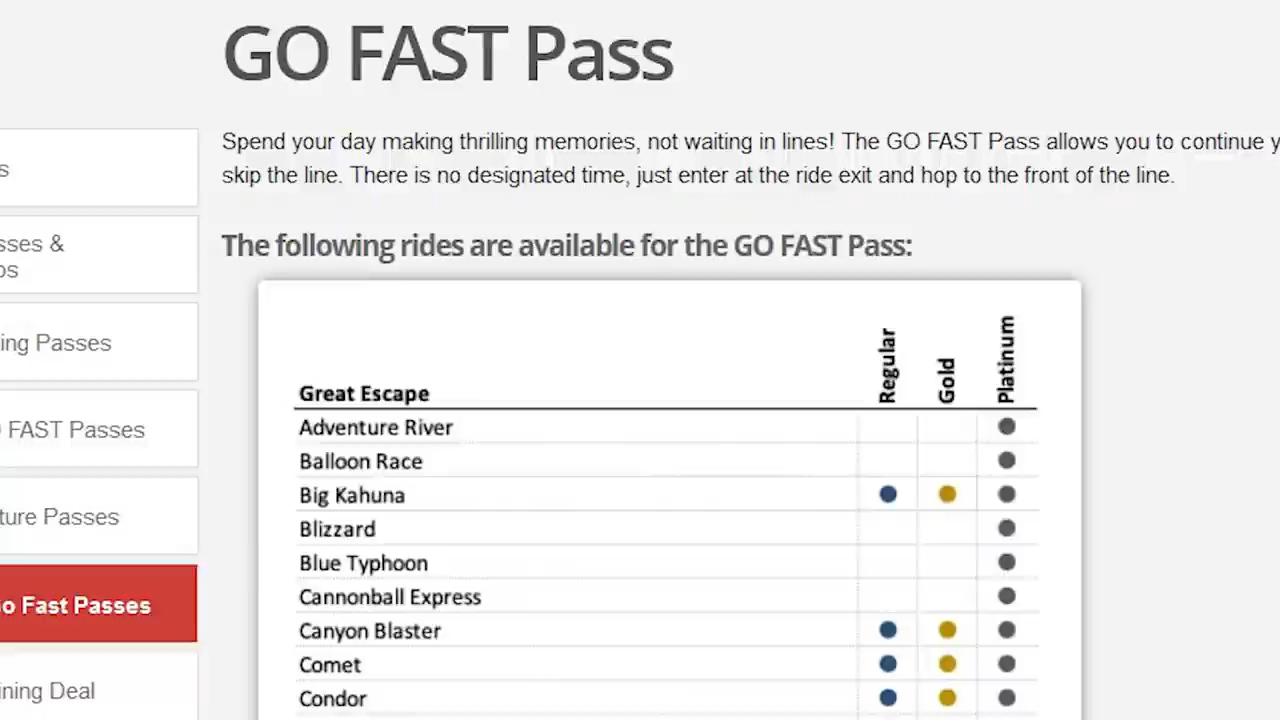 GO FAST Pass
Spend your day making thrilling memories, not waiting in lines! The GO FAST Pass allows you to continue y
skip the line. There is no designated time, just enter at the ride exit and hop to the front of the line.
s
sses &
os
ing Passes
FAST Passes
ture Passes
o Fast Passes
ining Deal
The following rides are available for the GO FAST Pass:
Great Escape Regular Gold Platinum
Adventure River
Balloon Race
Big Kahuna
Blizzard
Blue Typhoon
Cannonball Express
Canyon Blaster
Comet
Condor